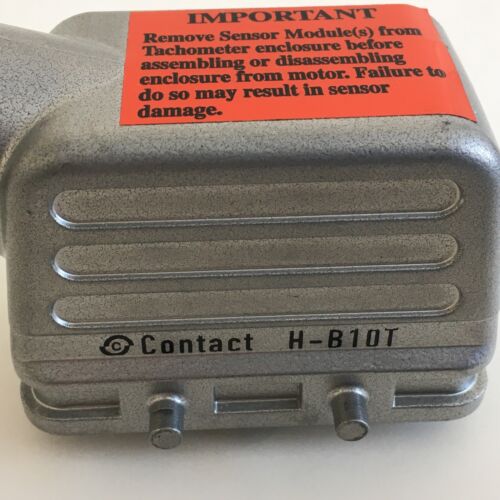 IMPORTANT
Remove Sensor Module(s) from
Tachometer enclosure before
assembling or disassembling
enclosure from motor. Failure to
do so may result in sensor
damage.
C Contact H-B10T